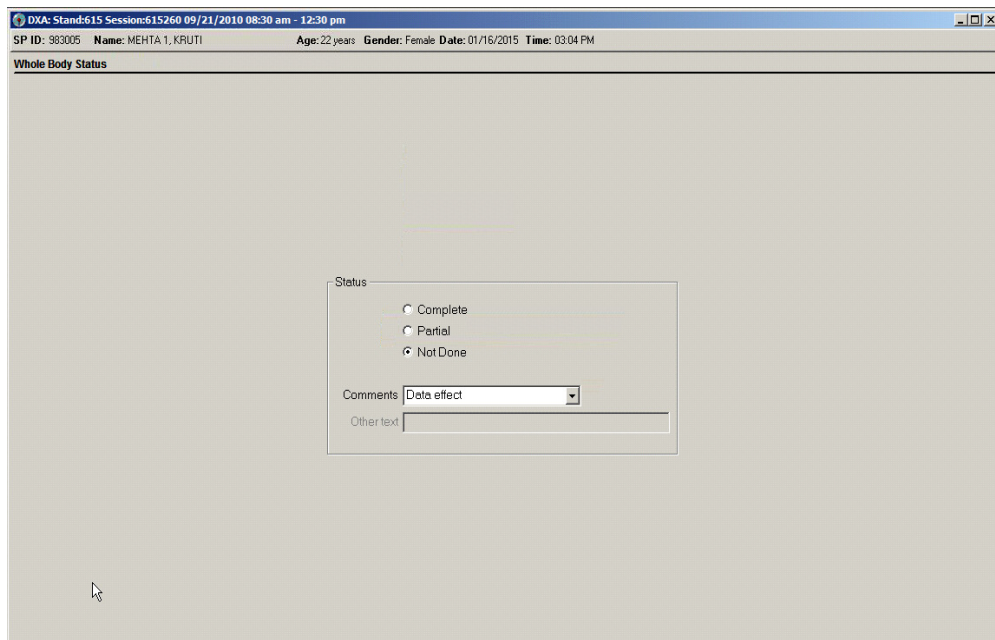 DXA: Stand:615 Session:615260 09/21/2010 08:30 am - 12:30 pm
SP ID: 983005 Name: MEHTA 1, KRUTI Age: 22 years Gender: Female Date: 01/16/2015 Time: 03:04 PM
Whole Body Status
Status
Complete
Partial
Not Done
Comments Data effect
Other text